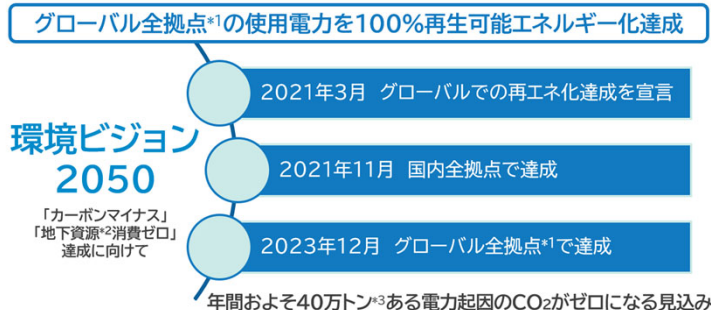 グローバル全拠点*1の使用電力を100%再生可能エネルギー化達成
2021年3月 グローバルでの再エネ化達成を宣言
環境ビジョン
2050
2021年11月 国内全拠点で達成
「カーボンマイナス」
「地下資源*2消費ゼロ」
達成に向けて
2023年12月 グローバル全拠点*1で達成
年間およそ40万トン*3ある電力起因のCO2がゼロになる見込み